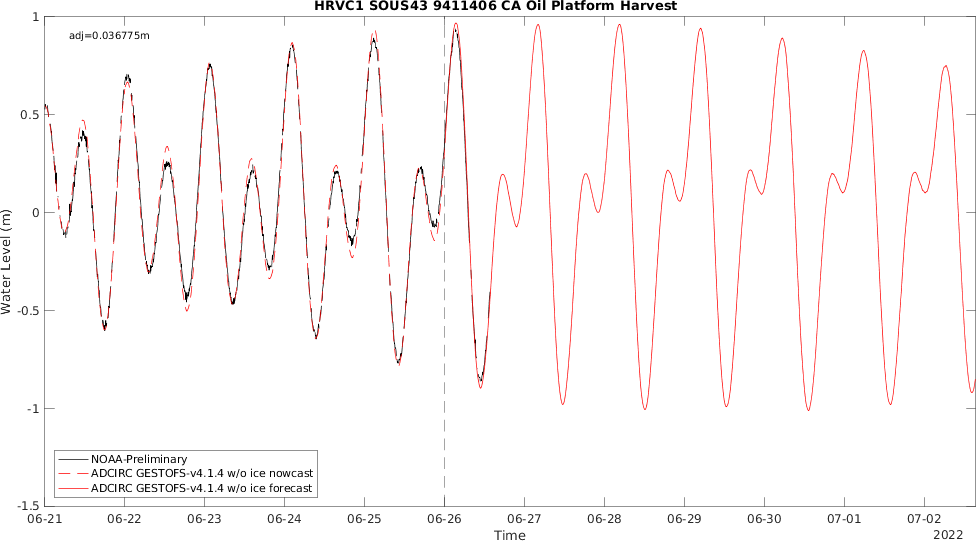 HRVC1 SOUS43 9411406 CA Oil Platform Harvest
adj=0.036775m
1
0.5
0
-0.5
-1
-1.5
Water Level (m)
NOAA-Preliminary
ADCIRC GESTOFS-v4.1.4 w/o ice nowcast
ADCIRC GESTOFS-v4.1.4 w/o ice forecast
06-21 06-22 06-23 06-24 06-25 06-26 06-27 06-28 06-29 06-30 07-01 07-02
Time
2022